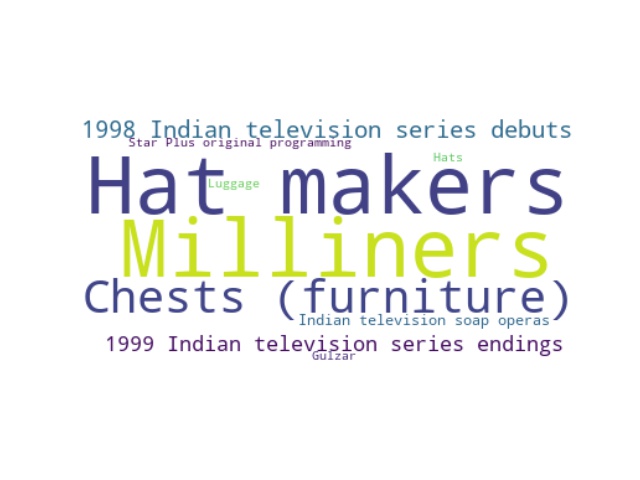 1998 Indian television series debuts
Star Plus original programming
Hats
Hat makers
Luggage
Milliners
Chests (furniture)
Indian television soap operas
1999 Indian television series endings
Gulzar